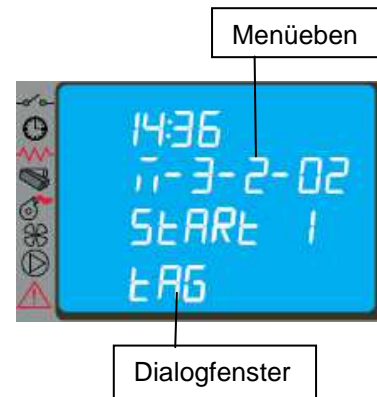 Menüeben
14:36
n-3-2-02
StARt 1
tAG
Dialogfenster